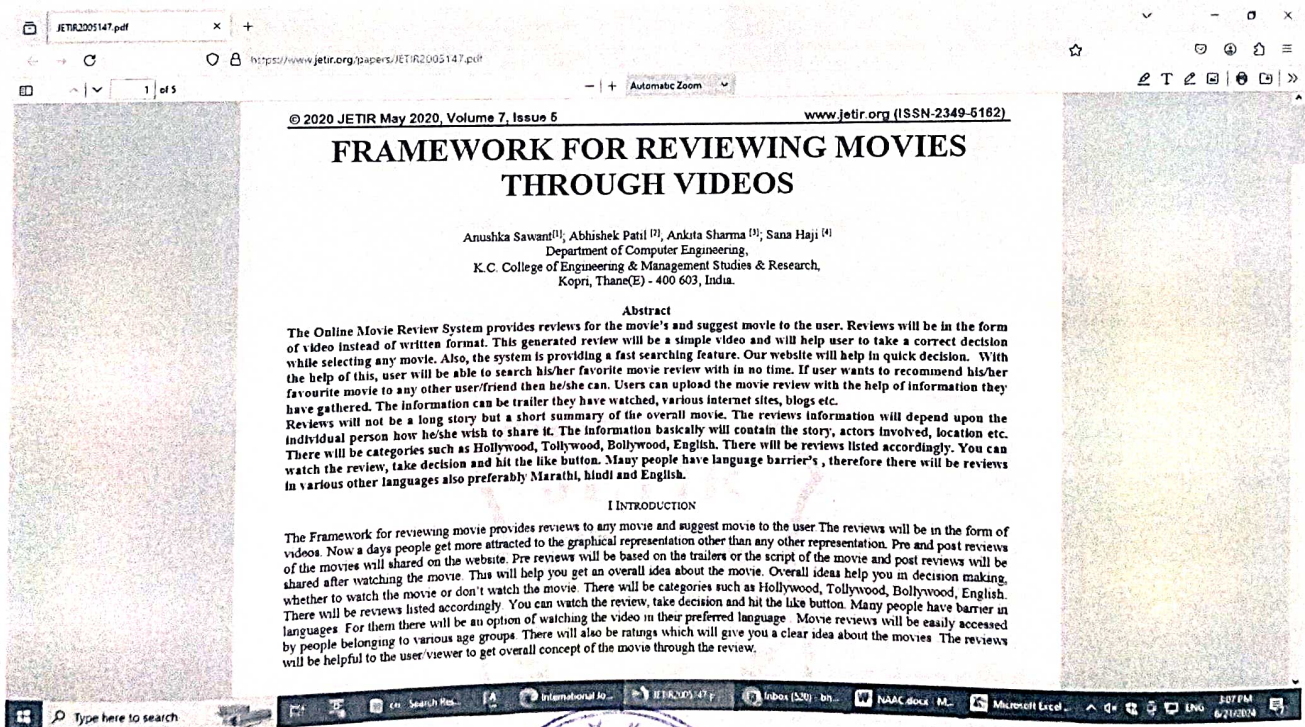 JETIR2005147.pdf
https://www.jetir.org/papers/JETIR2005147.pdf
1 of 5
Automatic Zoom
© 2020 JETIR May 2020, Volume 7, Issue 5 www.jetir.org (ISSN-2349-5162)
FRAMEWORK FOR REVIEWING MOVIES
THROUGH VIDEOS
Anushka Sawant[1]; Abhishek Patil [2], Ankita Sharma [3]; Sana Haji [4]
Department of Computer Engineering,
K.C. College of Engineering & Management Studies & Research,
Kopri, Thane(E) - 400 603, India.
Abstract
The Online Movie Review System provides reviews for the movie's and suggest movie to the user. Reviews will be in the form
of video instead of written format. This generated review will be a simple video and will help user to take a correct decision
while selecting any movie. Also, the system is providing a fast searching feature. Our website will help in quick decision. With
the help of this, user will be able to search his/her favorite movie review with in no time. If user wants to recommend his/her
favourite movie to any other user/friend then he/she can. Users can upload the movie review with the help of information they
have gathered. The information can be trailer they have watched, various internet sites, blogs etc.
Reviews will not be a long story but a short summary of the overall movie. The reviews information will depend upon the
individual person how he/she wish to share it. The information basically will contain the story, actors involved, location etc.
There will be categories such as Hollywood, Tollywood, Bollywood, English. There will be reviews listed accordingly. You can
watch the review, take decision and hit the like button. Many people have language barrier's , therefore there will be reviews
in various other languages also preferably Marathi, hindi and English.
I INTRODUCTION
The Framework for reviewing movie provides reviews to any movie and suggest movie to the user The reviews will be in the form of
videos. Now a days people get more attracted to the graphical representation other than any other representation. Pre and post reviews
of the movies will shared on the website. Pre reviews will be based on the trailers or the script of the movie and post reviews will be
shared after watching the movie. This will help you get an overall idea about the movie. Overall ideas help you in decision making,
whether to watch the movie or don't watch the movie. There will be categories such as Hollywood, Tollywood, Bollywood, English.
There will be reviews listed accordingly. You can watch the review, take decision and hit the like button. Many people have barrier in
languages. For them there will be an option of watching the video in their preferred language . Movie reviews will be easily accessed
by people belonging to various age groups. There will also be ratings which will give you a clear idea about the movies. The reviews
will be helpful to the user/viewer to get overall concept of the movie through the review.
Type here to search
Search Res...
International Jo...
Inbox (520) - bh...
NAAC.docx - M...
Microsoft Excel...
ENG
3:07 PM
6/21/2024